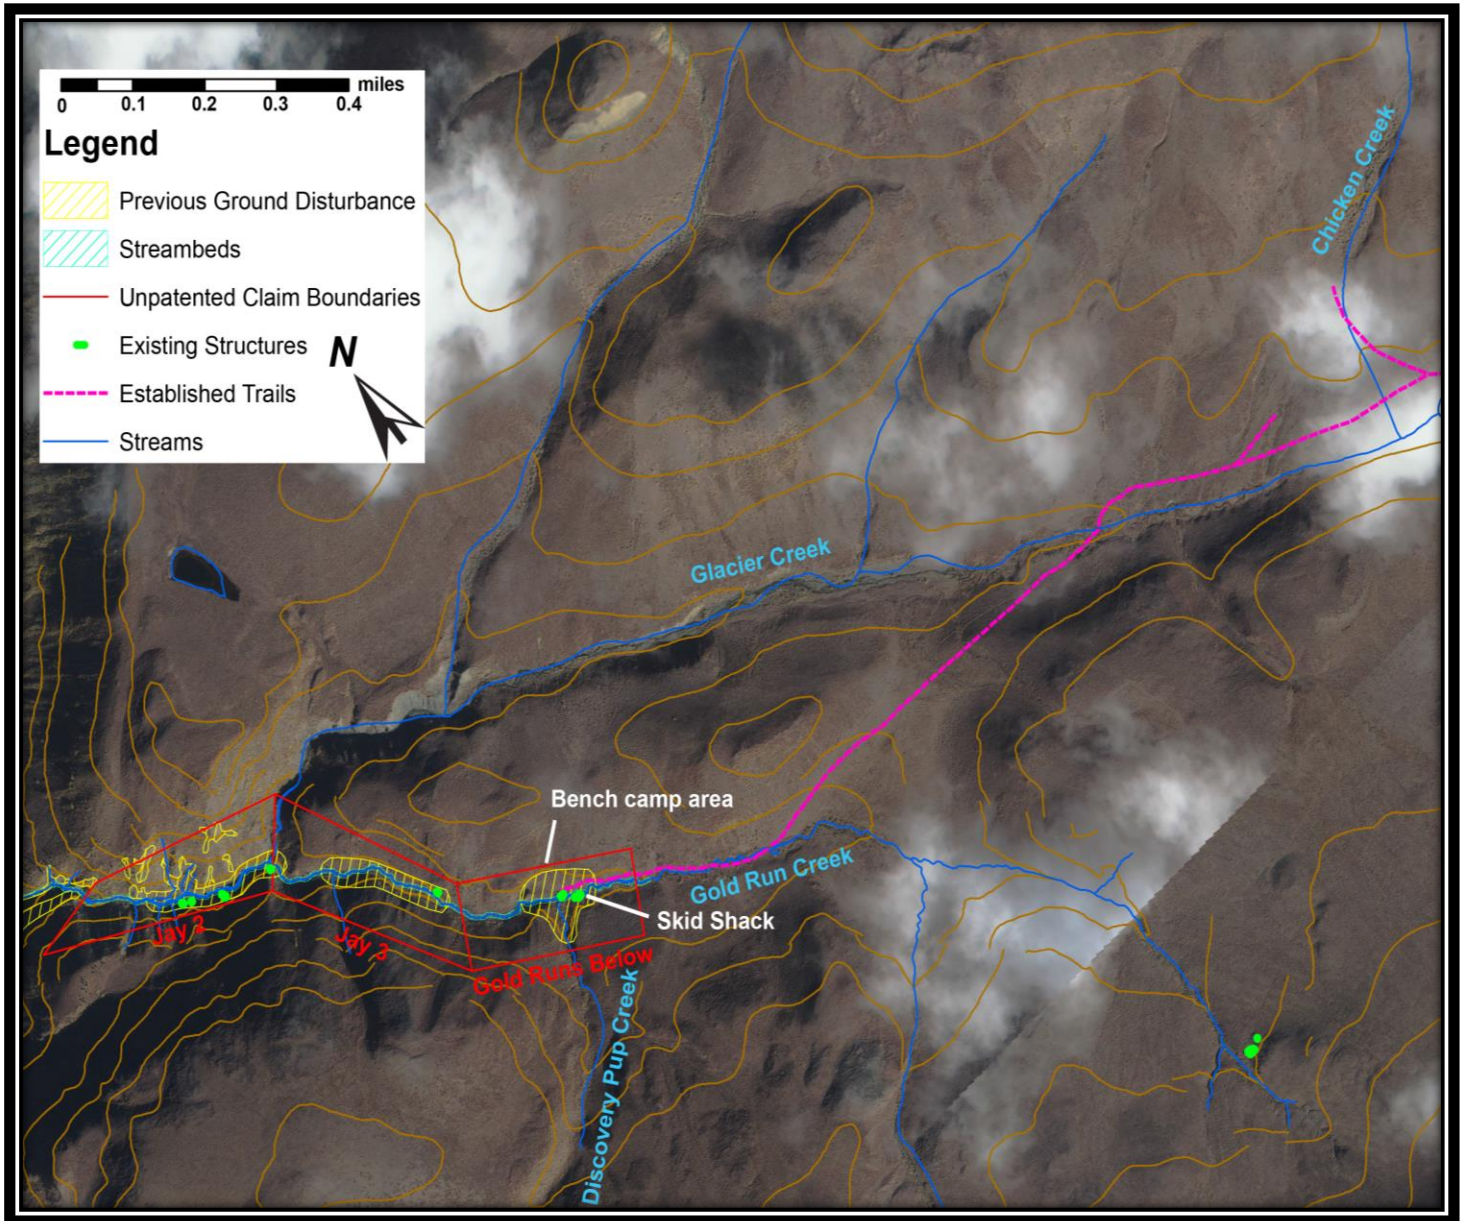 miles
0 0.1 0.2 0.3 0.4
Legend
Previous Ground Disturbance
Streambeds
Unpatented Claim Boundaries
Existing Structures
N
Established Trails
Streams
Chicken Creek
Glacier Creek
Bench camp area
Gold Run Creek
Skid Shack
Jay 2
Jay 3
Gold Runs Below
Discovery Pup Creek